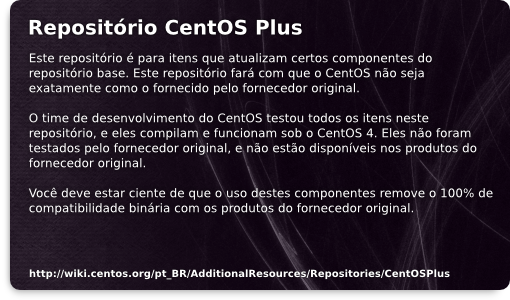 Repositório CentOS Plus
Este repositório é para itens que atualizam certos componentes do
repositório base. Este repositório fará com que o CentOS não seja
exatamente como o fornecido pelo fornecedor original.
O time de desenvolvimento do CentOS testou todos os itens neste
repositório, e eles compilam e funcionam sob o CentOS 4. Eles não foram
testados pelo fornecedor original, e não estão disponíveis nos produtos do
fornecedor original.
Você deve estar ciente de que o uso destes componentes remove o 100% de
compatibilidade binária com os produtos do fornecedor original.
http://wiki.centos.org/pt_BR/AdditionalResources/Repositories/CentOSPlus